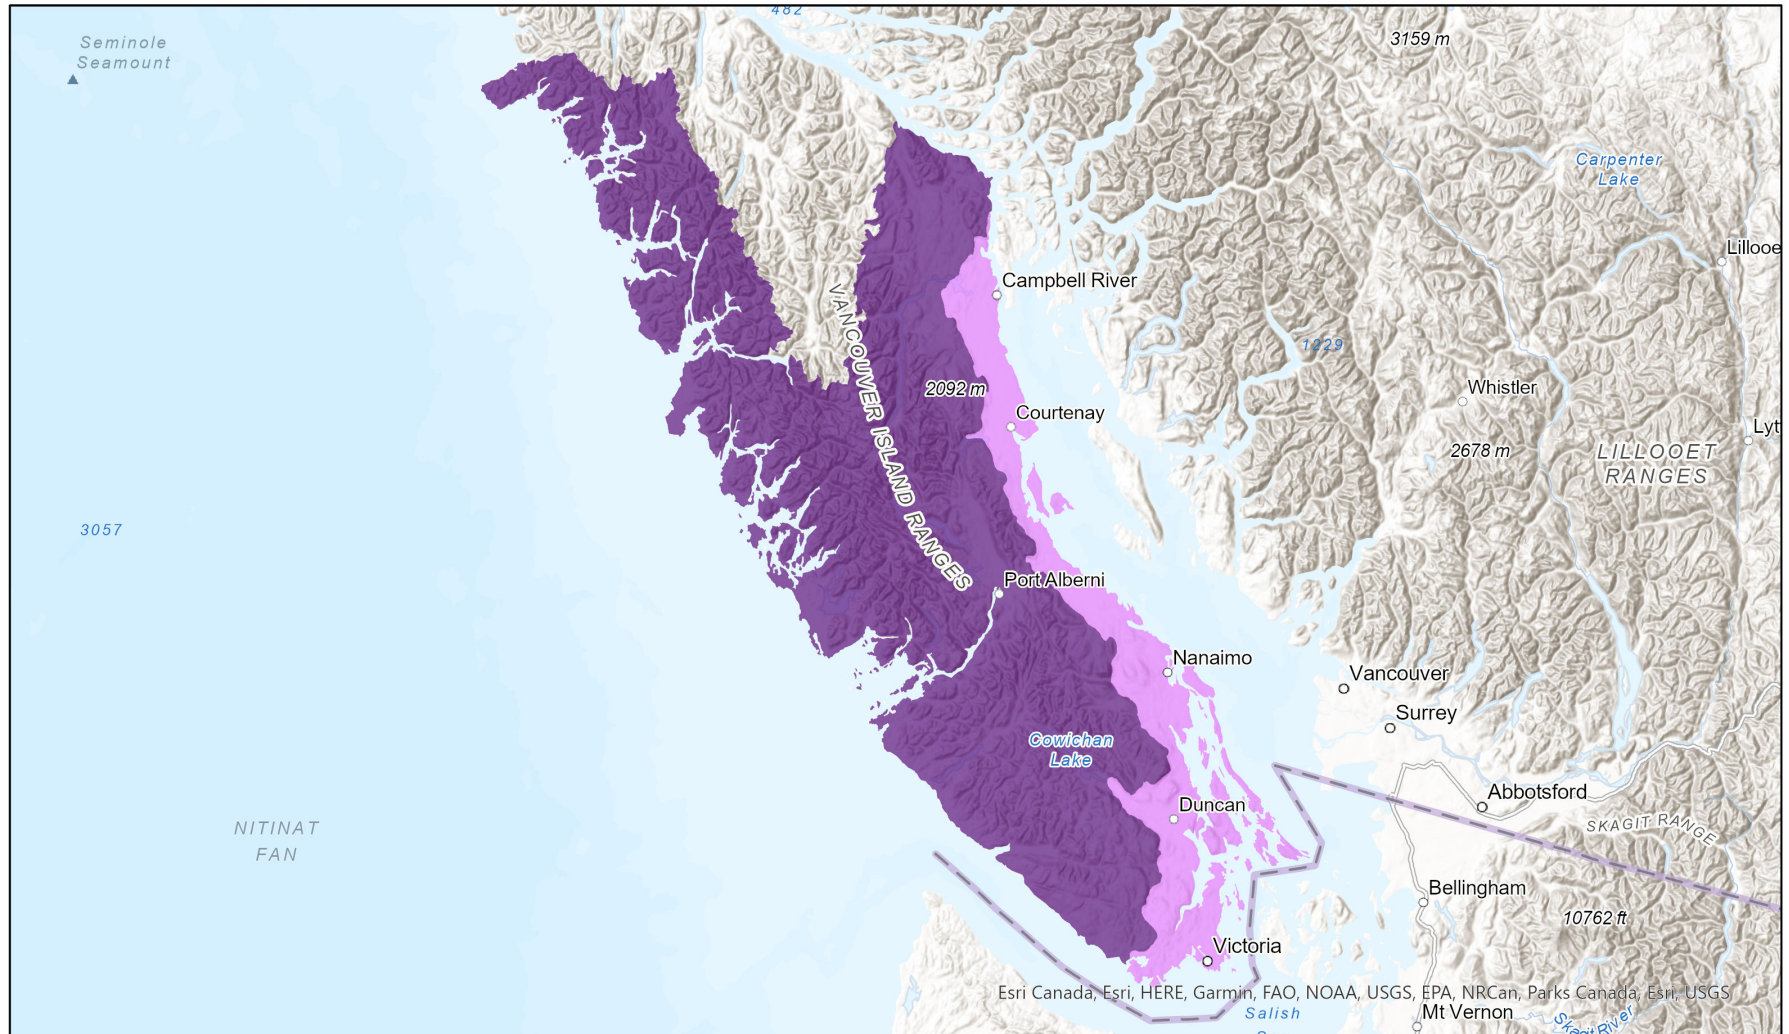 482
Seminole
Seamount
3159 m
Carpenter
Lake
Lillooe
Campbell River
VANCOUVER ISLAND RANGES
1229
2092 m
Whistler
Courtenay
Lyt
2678 m
LILLOOET
RANGES
3057
Port Alberni
Nanaimo
Vancouver
Surrey
Cowichan
Lake
Abbotsford
Duncan
SKAGIT RANGE
NITINAT
FAN
Bellingham
10762 ft
Victoria
Esri Canada, Esri, HERE, Garmin, FAO, NOAA, USGS, EPA, NRCan, Parks Canada, Esri, USGS
Salish
Mt Vernon
Skagit River